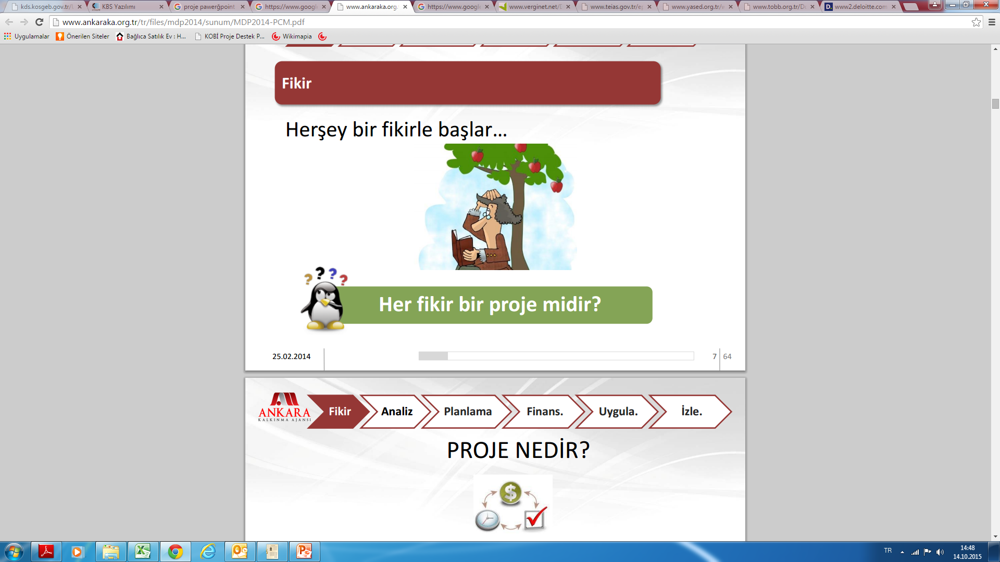 kds.kosgeb.gov.tr/
KBS Yazılımı
proje pawerğpoint
https://www.googl
www.ankaraka.org.
https://www.google
www.verginet.net/
www.teias.gov.tr/
www.yased.org.tr/
www.tobb.org.tr/
D. www2.deloitte.com
www.ankaraka.org.tr/tr/files/mdp2014/sunum/MDP2014-PCM.pdf
Uygulamalar
Önerilen Siteler
Bağlıca Satılık Ev : H...
KOBİ Proje Destek P...
Wikimapia
Fikir
Herşey bir fikirle başlar...
? ? ? ?
Her fikir bir proje midir?
25.02.2014
7 64
ANKARA
KALKINMA AJANSI
Fikir
Analiz
Planlama
Finans.
Uygula.
İzle.
PROJE NEDİR?
$
TR
14:48
14.10.2015